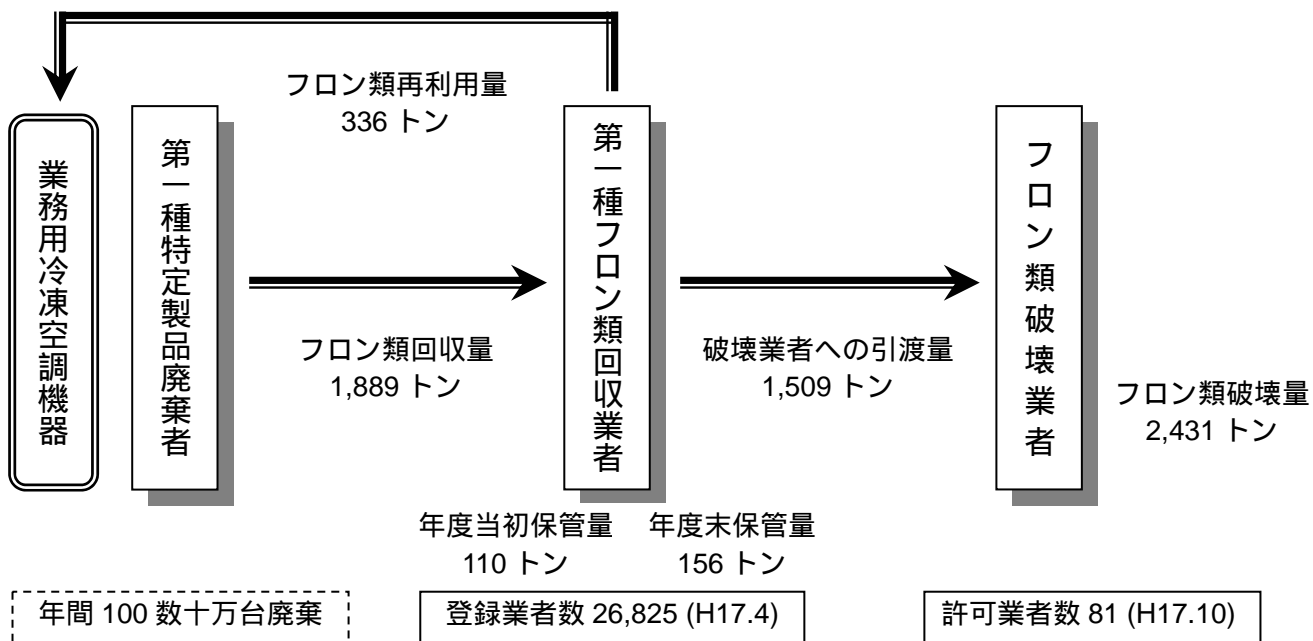 フロン類再利用量
336 トン
業務用冷凍空調機器
第一種特定製品廃棄者
フロン類回収量
1,889 トン
第一種フロン類回収業者
破壊業者への引渡量
1,509 トン
フロン類破壊業者
フロン類破壊量
2,431 トン
年度当初保管量
110 トン
年度末保管量
156 トン
年間 100 数十万台廃棄
登録業者数 26,825 (H17.4)
許可業者数 81 (H17.10)